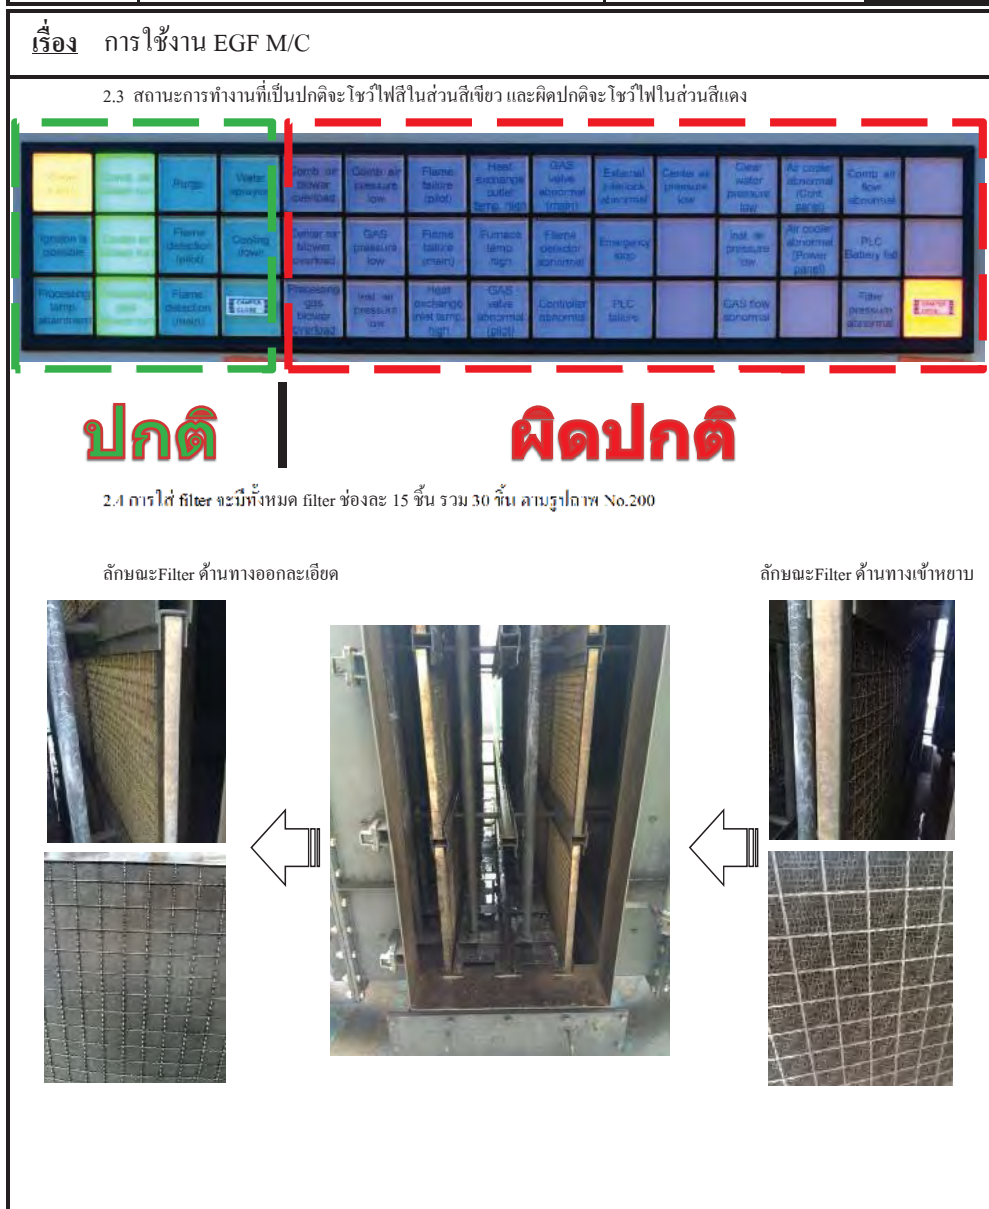 เรื่อง การใช้งาน EGF M/C
2.3 สถานะการทำงานที่เป็นปกติจะโชว์ไฟสีในส่วนสีเขียว และผิดปกติจะโชว์ไฟในส่วนสีแดง
Purge
Water
Comb. air blower overload
Comb. air pressure low
Flame failure (pilot)
Heat exchange outlet temp. high
GAS valve abnormal (main)
External interlock abnormal
Center air pressure low
Clear water pressure low
Air cooler abnormal (Cont. panel)
Comb. air flow abnormal
Ignition is possible
Flame detection (pilot)
Cooling down
Center air blower overload
GAS pressure low
Flame failure (main)
Furnace temp. high
Flame detector abnormal
Emergency stop
Inst. air pressure low
Air cooler abnormal (Power panel)
PLC Battery fail
Processing temp.
Flame detection (main)
DAMPER CLOSE
Processing gas blower overload
Inst. air pressure low
Heat exchange inlet temp. high
GAS valve abnormal (pilot)
Controller abnormal
PLC failure
GAS flow abnormal
Filter pressure abnormal
DAMPER
ปกติ
ผิดปกติ
2.4 การใส่ filter จะมีทั้งหมด filter ช่องละ 15 ชิ้น รวม 30 ชิ้น ตามรูปภาพ No.200
ลักษณะFilter ด้านทางออกละเอียด
ลักษณะFilter ด้านทางเข้าหยาบ